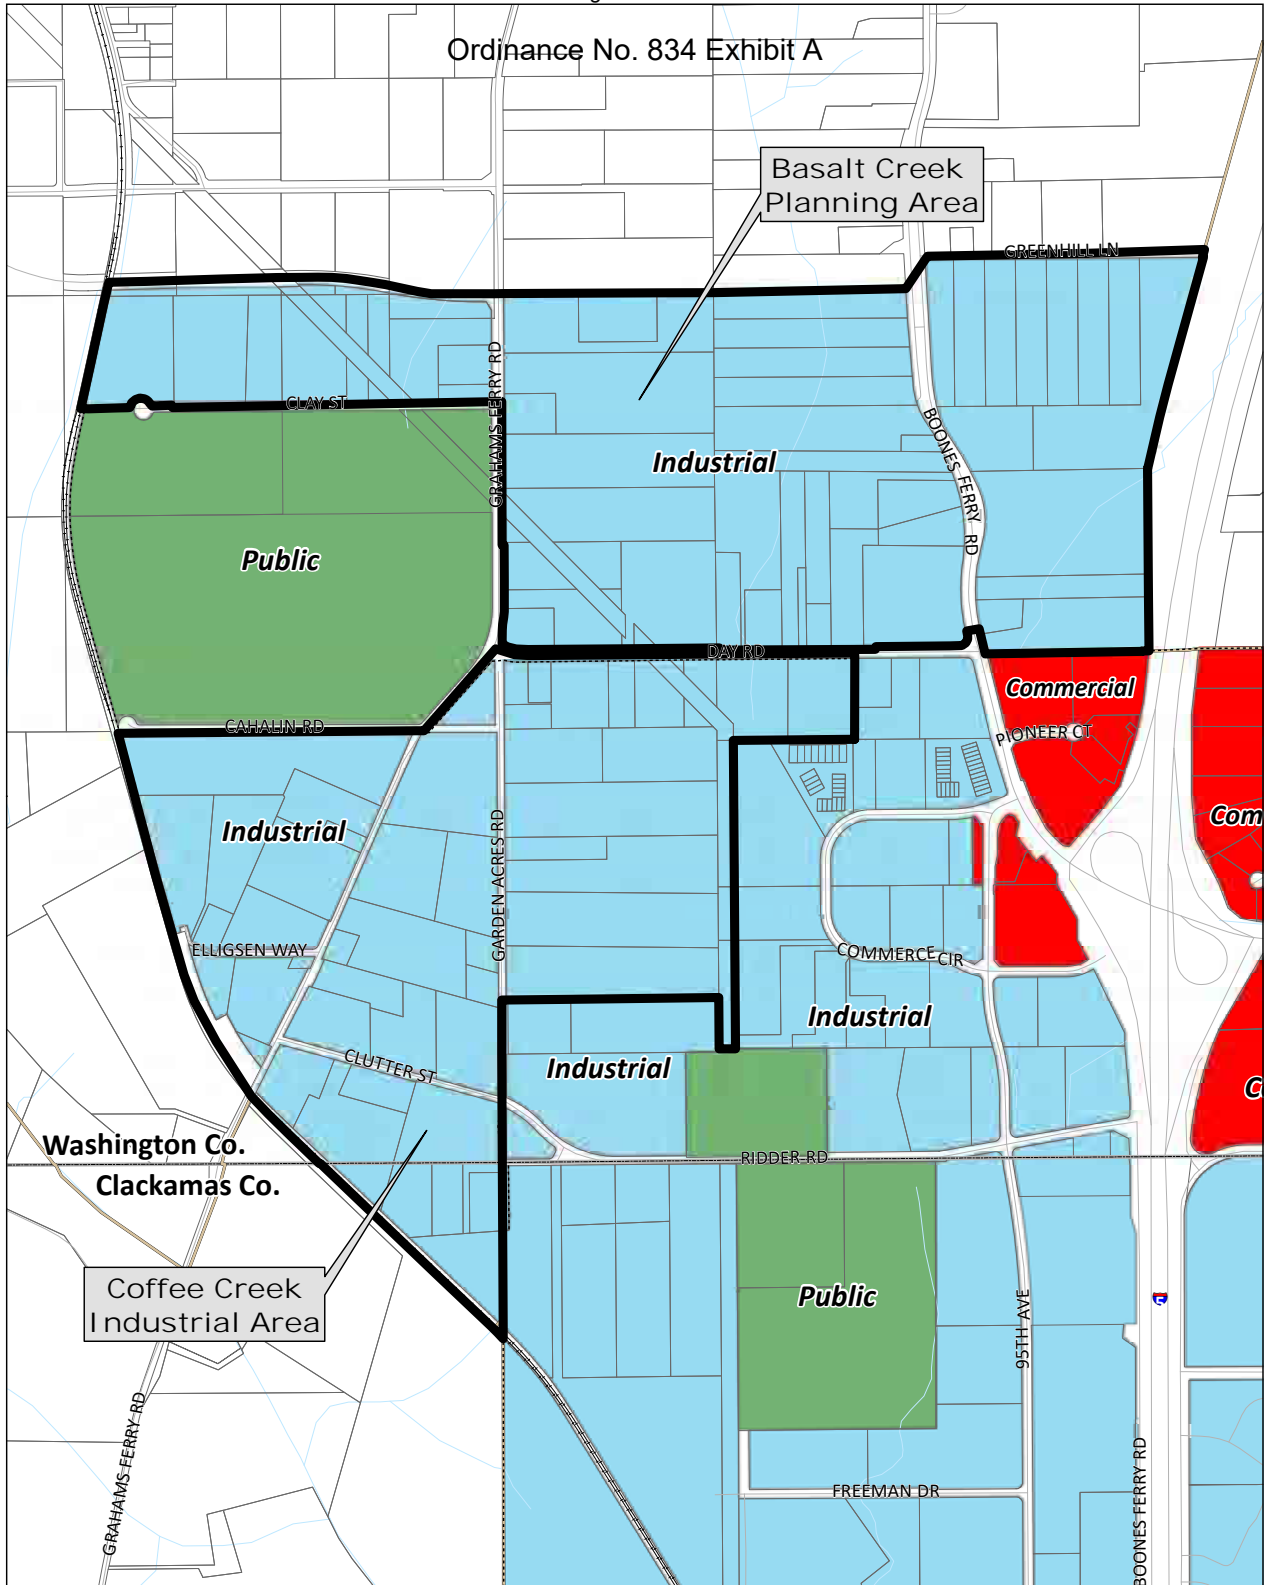 Ordinance No. 834 Exhibit A
Basalt Creek
Planning Area
GREENHILL LN
GRAHAMS FERRY RD
CLAY ST
BOONES FERRY RD
Industrial
Public
DAY RD
Commercial
CAHALIN RD
PIONEER CT
Com
Industrial
GARDEN ACRES RD
ELLIGSEN WAY
COMMERCE CIR
Industrial
Industrial
CLUTTER ST
Washington Co.
RIDDER RD
Clackamas Co.
Coffee Creek
Industrial Area
Public
95TH AVE
5
GRAHAMS FERRY RD
BOONES FERRY RD
FREEMAN DR